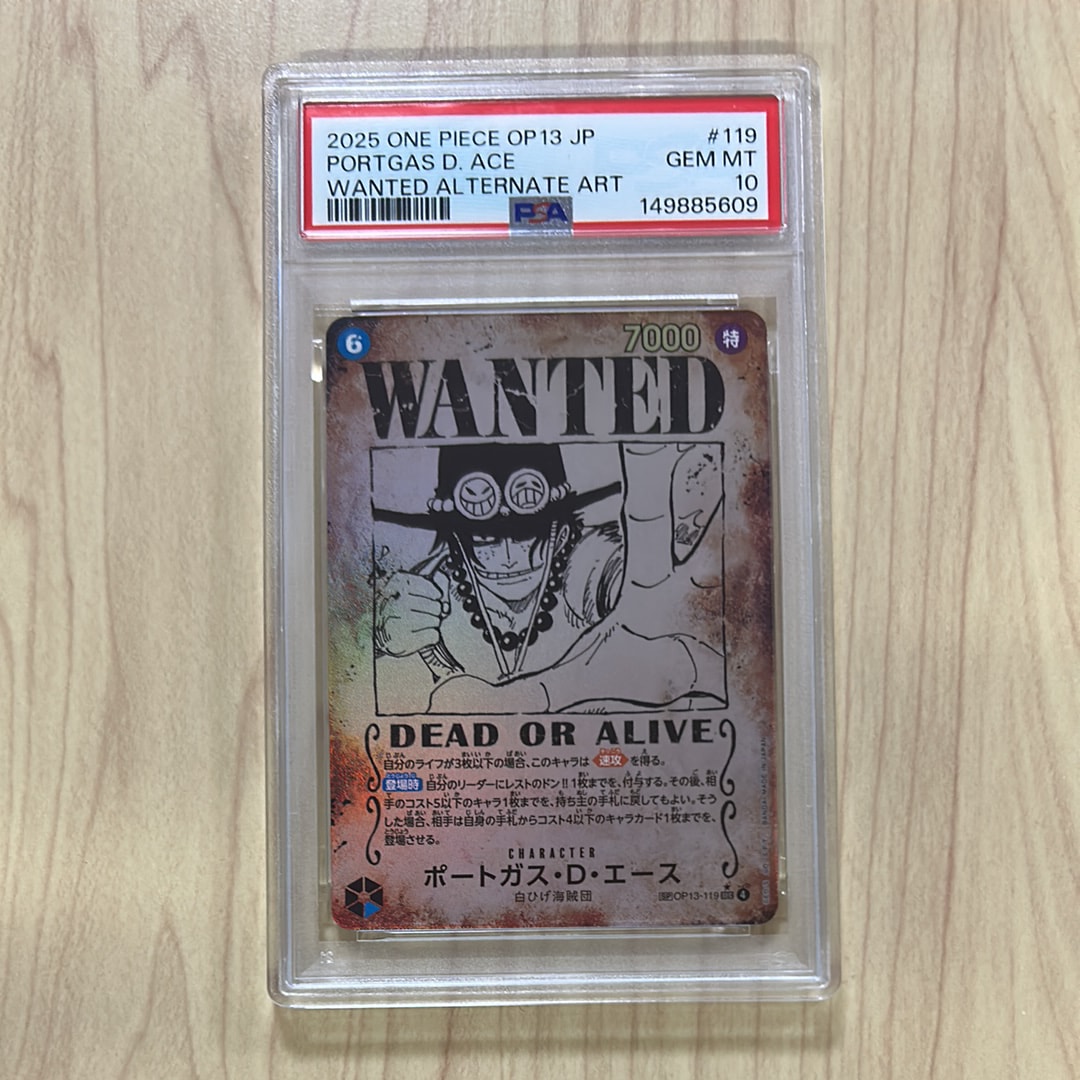 2025 ONE PIECE OP13 JP #119
PORTGAS D. ACE GEM MT
WANTED ALTERNATE ART 10
PSA 149885609
6 7000 特
WANTED
DEAD OR ALIVE
自分のライフが3枚以下の場合、このキャラは 速攻 を得る。
登場時 自分のリーダーにレストのドン!!1枚までを、付与する。その後、相
手のコスト5以下のキャラ1枚までを、持ち主の手札に戻してもよい。そう
した場合、相手は自身の手札からコスト4以下のキャラカード1枚までを、
登場させる。
CHARACTER
ポートガス・D・エース
白ひげ海賊団
OP13-119 4